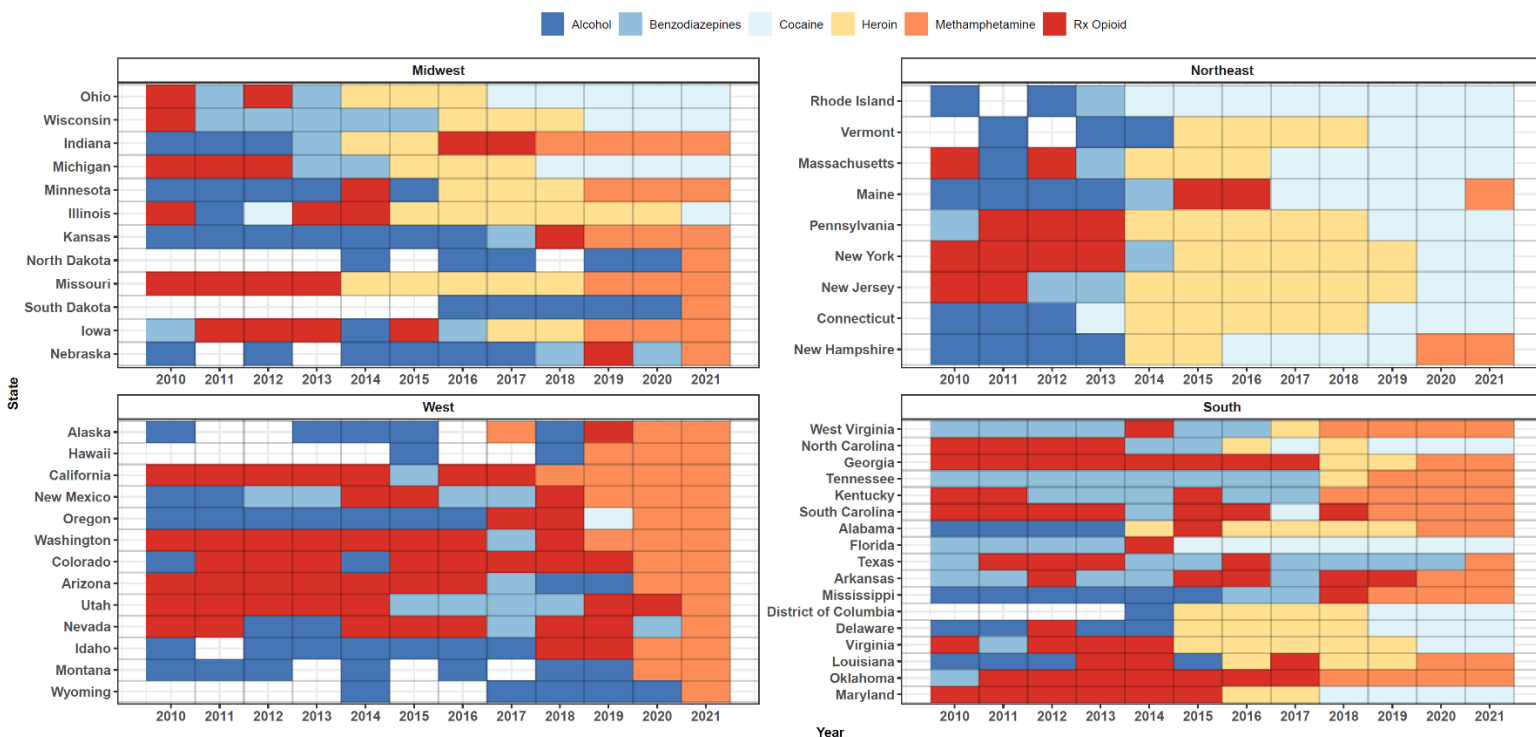 Alcohol Benzodiazepines Cocaine Heroin Methamphetamine Rx Opioid
Midwest
Ohio
Wisconsin
Indiana
Michigan
Minnesota
Illinois
Kansas
North Dakota
Missouri
South Dakota
Iowa
Nebraska
2010 2011 2012 2013 2014 2015 2016 2017 2018 2019 2020 2021
Northeast
Rhode Island
Vermont
Massachusetts
Maine
Pennsylvania
New York
New Jersey
Connecticut
New Hampshire
2010 2011 2012 2013 2014 2015 2016 2017 2018 2019 2020 2021
State
West
Alaska
Hawaii
California
New Mexico
Oregon
Washington
Colorado
Arizona
Utah
Nevada
Idaho
Montana
Wyoming
2010 2011 2012 2013 2014 2015 2016 2017 2018 2019 2020 2021
South
West Virginia
North Carolina
Georgia
Tennessee
Kentucky
South Carolina
Alabama
Florida
Texas
Arkansas
Mississippi
District of Columbia
Delaware
Virginia
Louisiana
Oklahoma
Maryland
2010 2011 2012 2013 2014 2015 2016 2017 2018 2019 2020 2021
Year